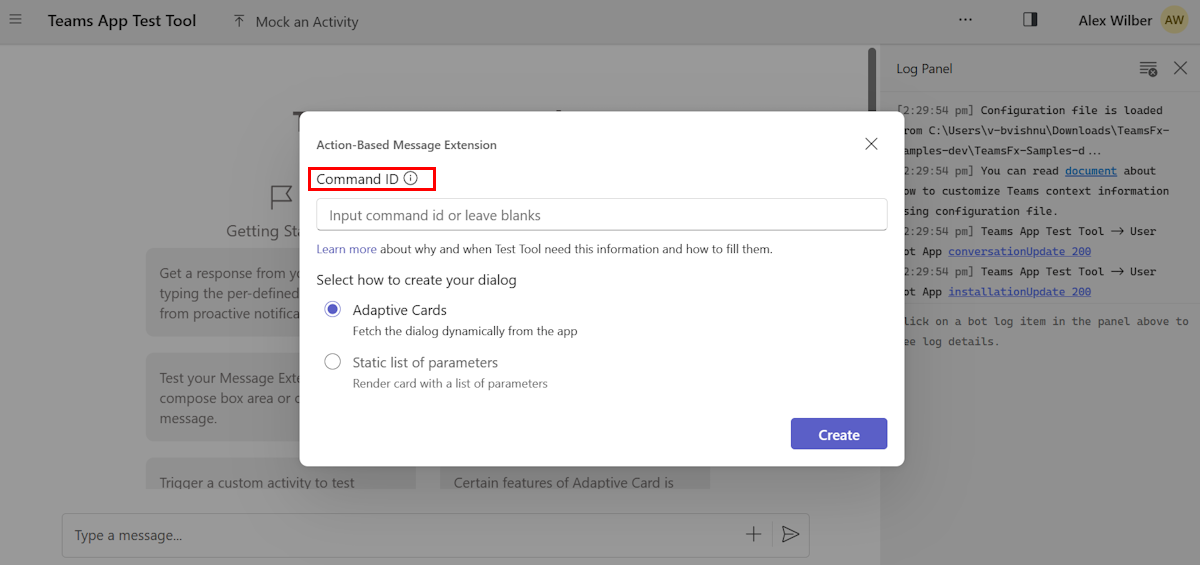 Teams App Test Tool
Mock an Activity
...
Alex Wilber
AW
Getting
Get a response from
typing the per-defined
from proactive
Test your Message
compose box area or
message.
Trigger a custom activity to test
Certain features of Adaptive Card is
Type a message...
Action-Based Message Extension
Command ID
Input command id or leave blanks
Learn more about why and when Test Tool need this information and how to fill them.
Select how to create your dialog
Adaptive Cards
Fetch the dialog dynamically from the app
Static list of parameters
Render card with a list of parameters
Create
Log Panel
[2:29:54 pm] Configuration file is loaded
from C:\Users\v-bvishnu\Downloads\TeamsFx-
Samples-dev\TeamsFx-Samples-d...
2:29:54 pm] You can read document about
how to customize Teams context information
using configuration file.
2:29:54 pm] Teams App Test Tool → User
Bot App conversationUpdate 200
2:29:54 pm] Teams App Test Tool → User
Bot App installationUpdate 200
Click on a bot log item in the panel above to
see log details.